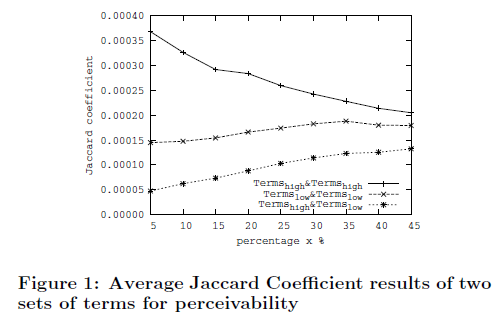 0.00040
0.00035
0.00030
0.00025
0.00020
0.00015
0.00010
0.00005
0.00000
Jaccard coefficient
Termshigh&Termshigh
Termslow&Termslow
Termshigh&Termslow
5 10 15 20 25 30 35 40 45
percentage x %
Figure 1: Average Jaccard Coefficient results of two
sets of terms for perceivability